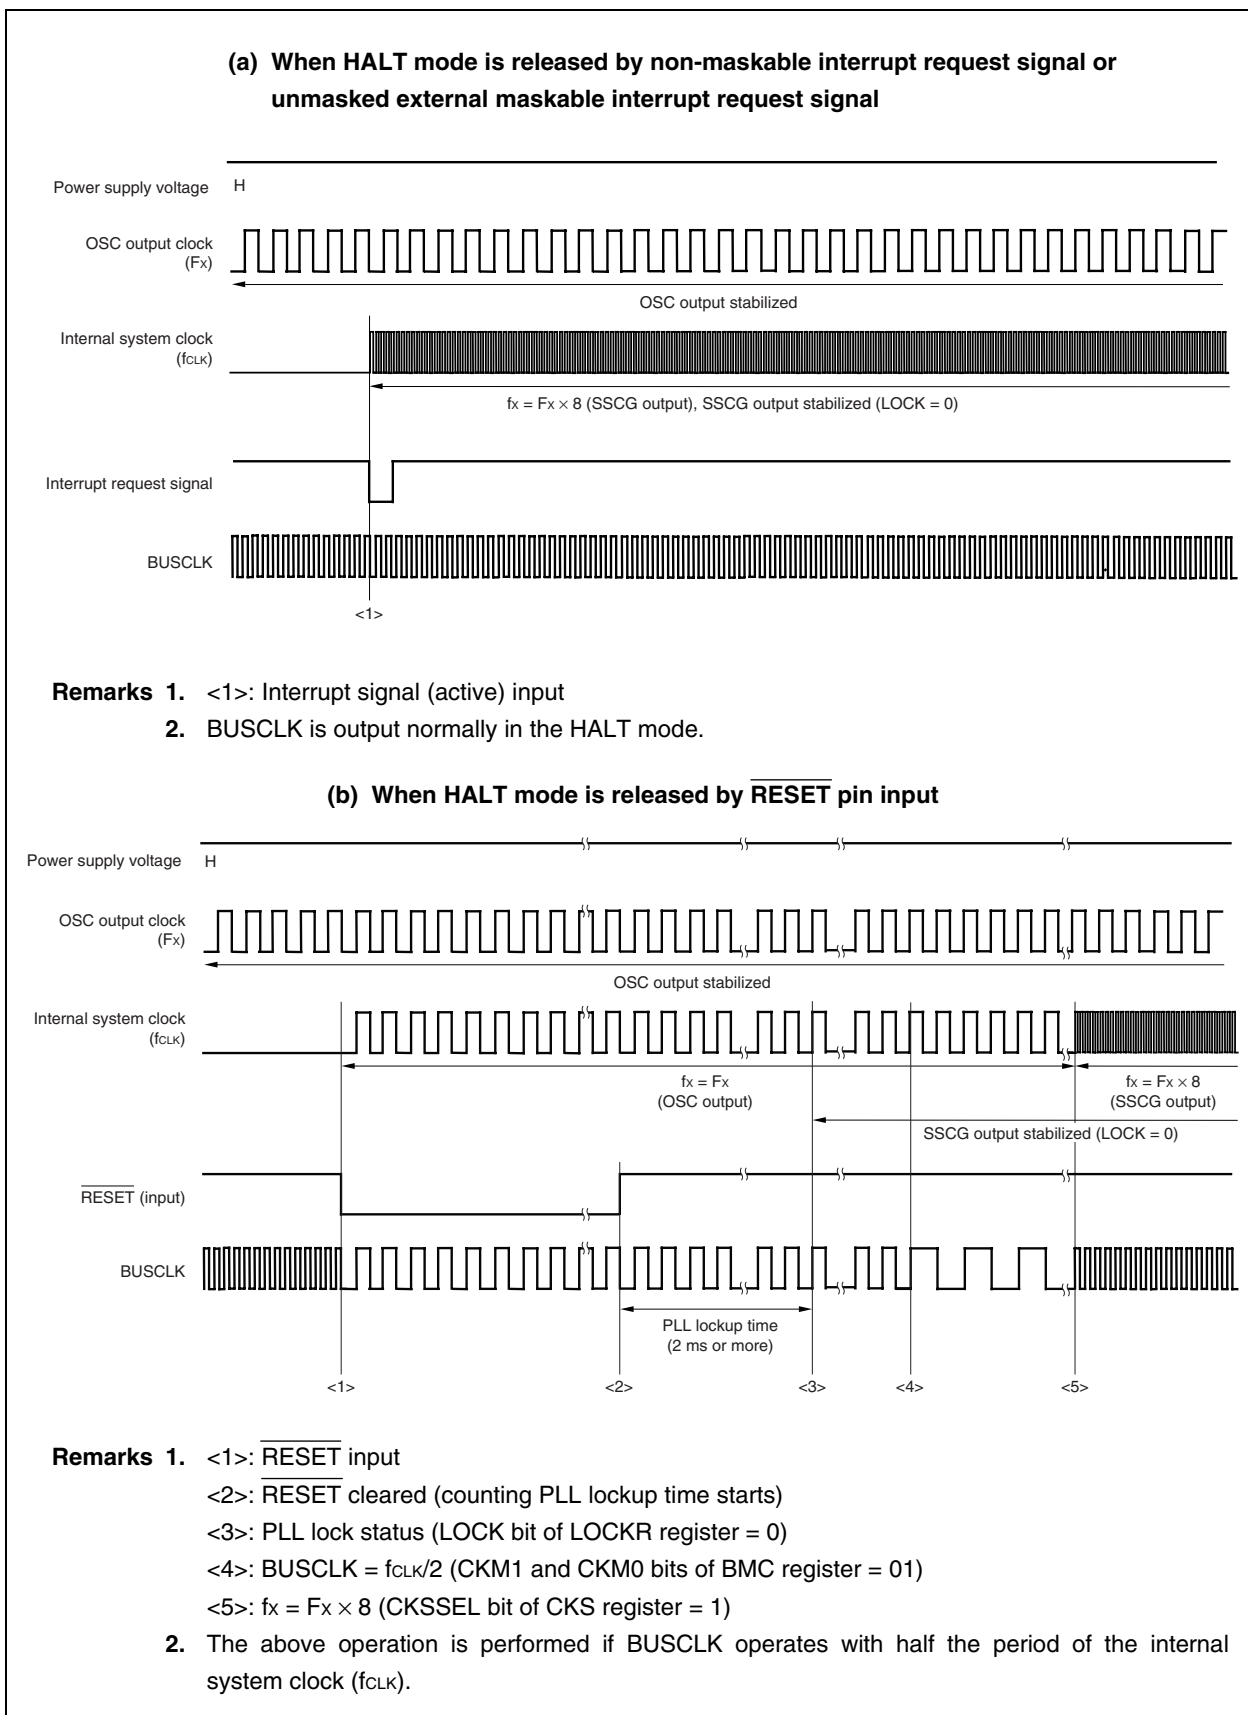 (a) When HALT mode is released by non-maskable interrupt request signal or
unmasked external maskable interrupt request signal
Power supply voltage H
OSC output clock
(Fx)
OSC output stabilized
Internal system clock
(fCLK)
fx = Fx × 8 (SSCG output), SSCG output stabilized (LOCK = 0)
Interrupt request signal
BUSCLK
<1>
Remarks 1. <1>: Interrupt signal (active) input
2. BUSCLK is output normally in the HALT mode.
(b) When HALT mode is released by RESET pin input
Power supply voltage H
OSC output clock
(Fx)
OSC output stabilized
Internal system clock
(fCLK)
fx = Fx
(OSC output)
fx = Fx × 8
(SSCG output)
SSCG output stabilized (LOCK = 0)
RESET (input)
BUSCLK
PLL lockup time
(2 ms or more)
<1> <2> <3> <4> <5>
Remarks 1. <1>: RESET input
<2>: RESET cleared (counting PLL lockup time starts)
<3>: PLL lock status (LOCK bit of LOCKR register = 0)
<4>: BUSCLK = fCLK/2 (CKM1 and CKM0 bits of BMC register = 01)
<5>: fx = Fx × 8 (CKSSEL bit of CKS register = 1)
2. The above operation is performed if BUSCLK operates with half the period of the internal
system clock (fCLK).